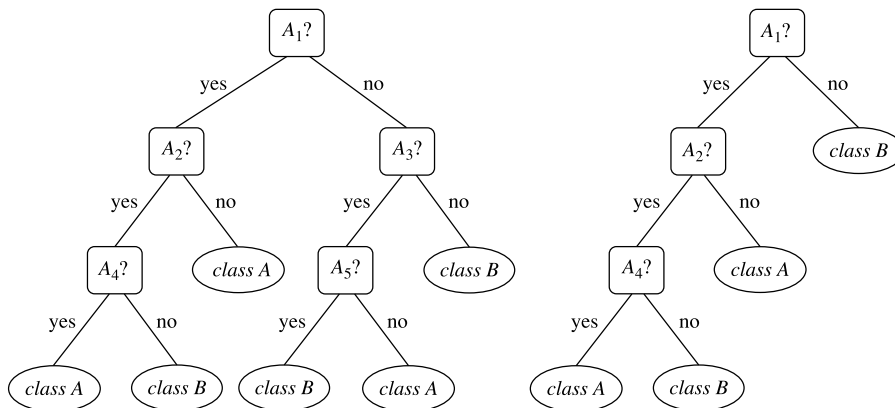 A₁?
yes
no
A₂?
A₃?
yes
no
yes
no
A₄?
class A
A₅?
class B
yes
no
yes
no
class A
class B
class B
class A
A₁?
yes
no
A₂?
class B
yes
no
A₄?
class A
yes
no
class A
class B